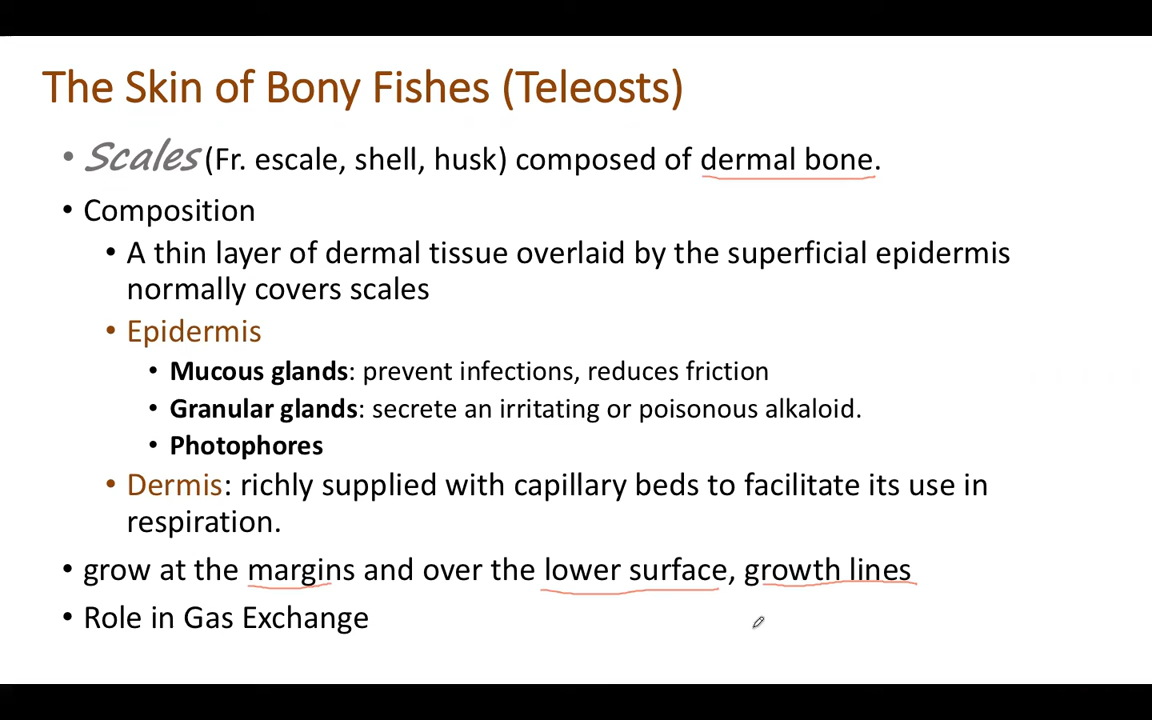 The Skin of Bony Fishes (Teleosts)
• Scales (Fr. escale, shell, husk) composed of dermal bone.
• Composition
• A thin layer of dermal tissue overlaid by the superficial epidermis
normally covers scales
• Epidermis
• Mucous glands: prevent infections, reduces friction
• Granular glands: secrete an irritating or poisonous alkaloid.
• Photophores
• Dermis: richly supplied with capillary beds to facilitate its use in
respiration.
• grow at the margins and over the lower surface, growth lines
• Role in Gas Exchange